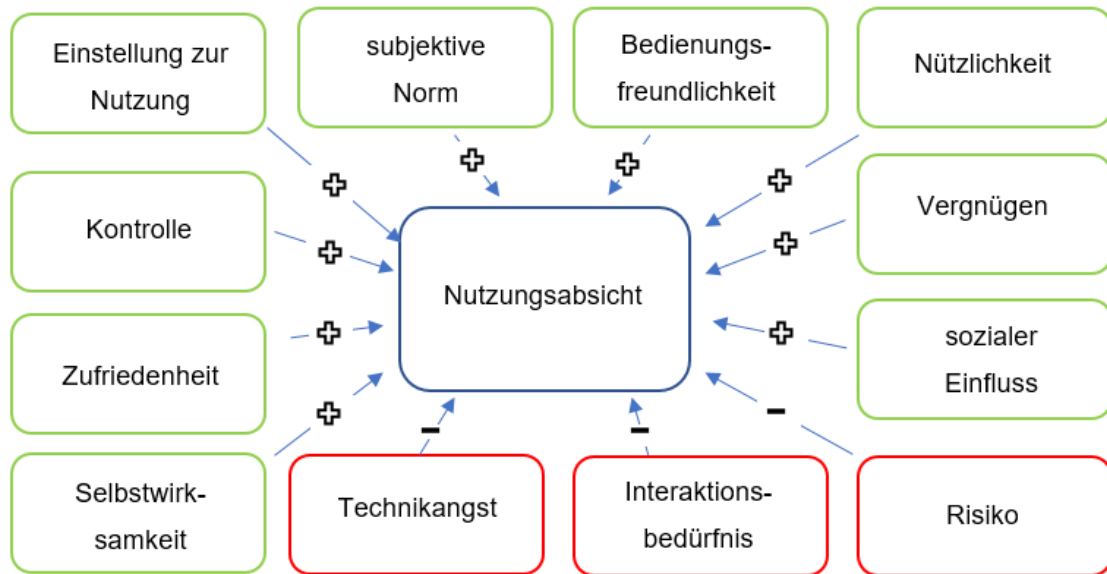 Einstellung zur
Nutzung
subjektive
Norm
Bedienungs-
freundlichkeit
Nützlichkeit
Kontrolle
Vergnügen
Nutzungsabsicht
Zufriedenheit
sozialer
Einfluss
Selbstwirk-
samkeit
Technikangst
Interaktions-
bedürfnis
Risiko